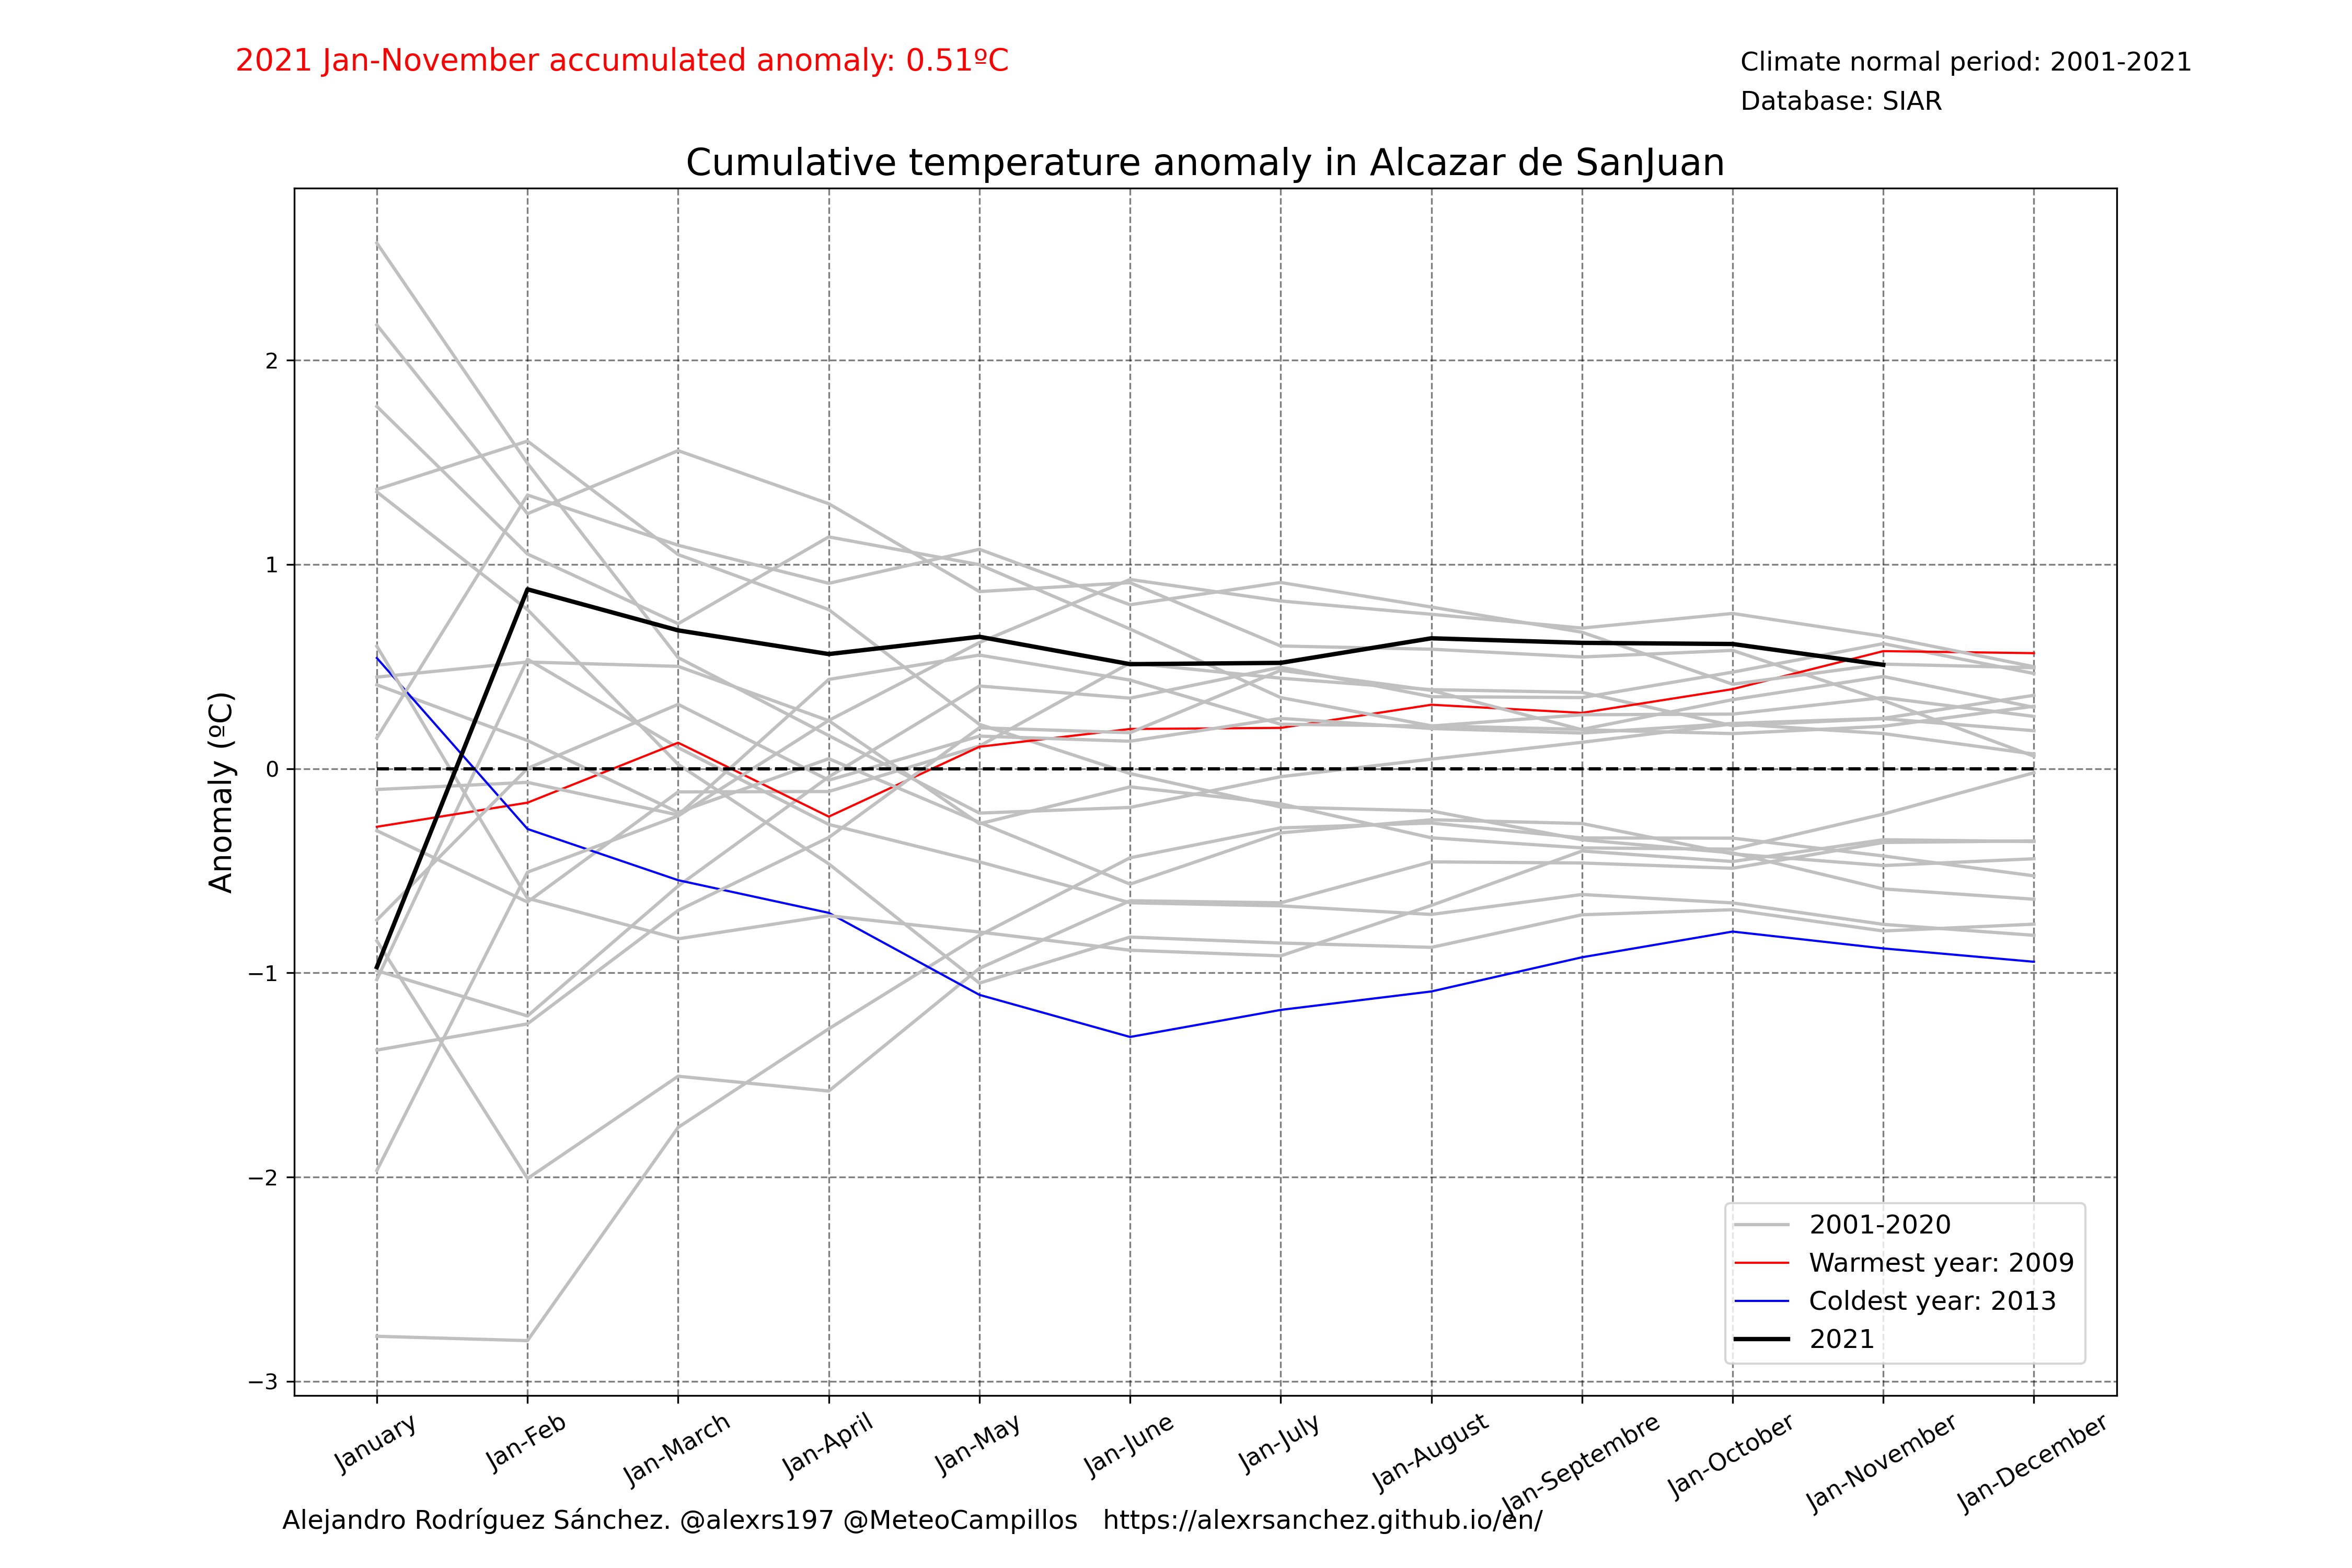 2021 Jan-November accumulated anomaly: 0.51ºC
Climate normal period: 2001-2021
Database: SIAR
Cumulative temperature anomaly in Alcazar de SanJuan
Anomaly (ºC)
2
1
0
−1
−2
−3
2001-2020
Warmest year: 2009
Coldest year: 2013
2021
January
Jan-Feb
Jan-March
Jan-April
Jan-May
Jan-June
Jan-July
Jan-August
Jan-Septembre
Jan-October
Jan-November
Jan-December
Alejandro Rodríguez Sánchez. @alexrs197 @MeteoCampillos   https://alexrsanchez.github.io/en/